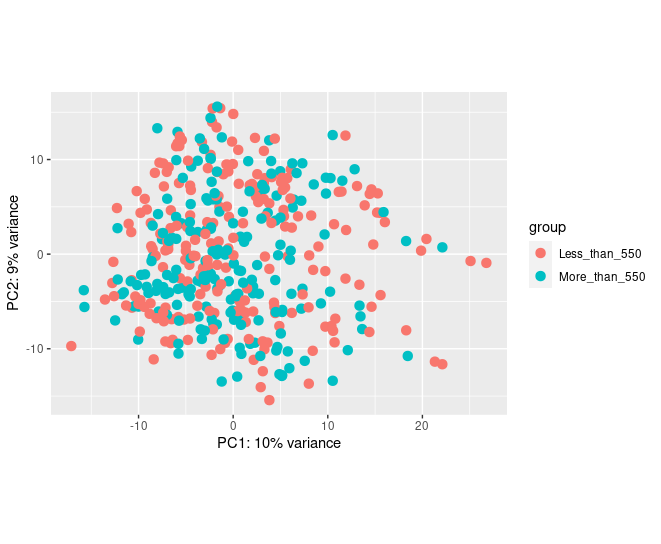 10
0
-10
-10
0
10
20
PC2: 9% variance
PC1: 10% variance
group
Less_than_550
More_than_550